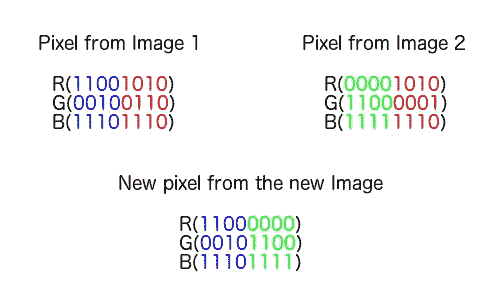 Pixel from Image 1
R(11001010)
G(00100110)
B(11101110)
Pixel from Image 2
R(00001010)
G(11000001)
B(11111110)
New pixel from the new Image
R(11000000)
G(00101100)
B(11101111)